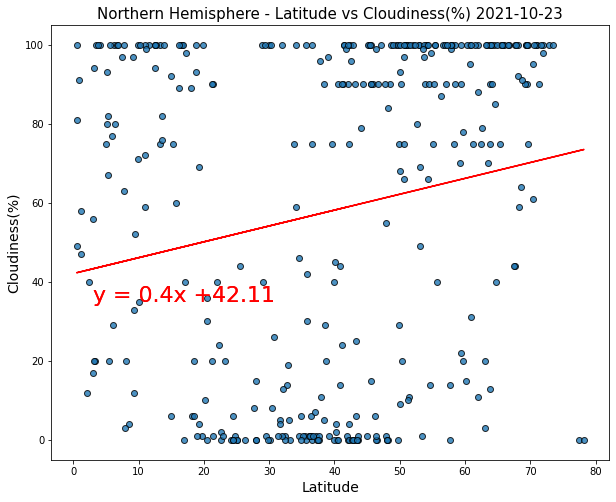 Northern Hemisphere - Latitude vs Cloudiness(%) 2021-10-23
100
80
60
40
20
0
Cloudiness(%)
y = 0.4x +42.11
0 10 20 30 40 50 60 70 80
Latitude